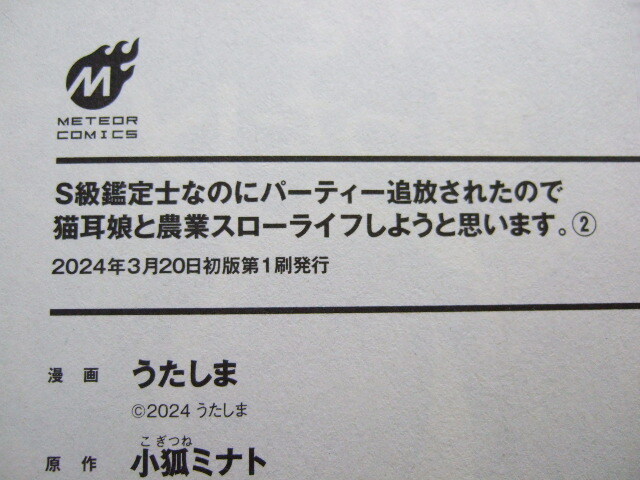 M
METEOR
COMICS
S級鑑定士なのにパーティー追放されたので
猫耳娘と農業スローライフしようと思います。②
2024年3月20日初版第1刷発行
漫画 うたしま
©2024 うたしま
こぎつね
原作 小狐ミナト